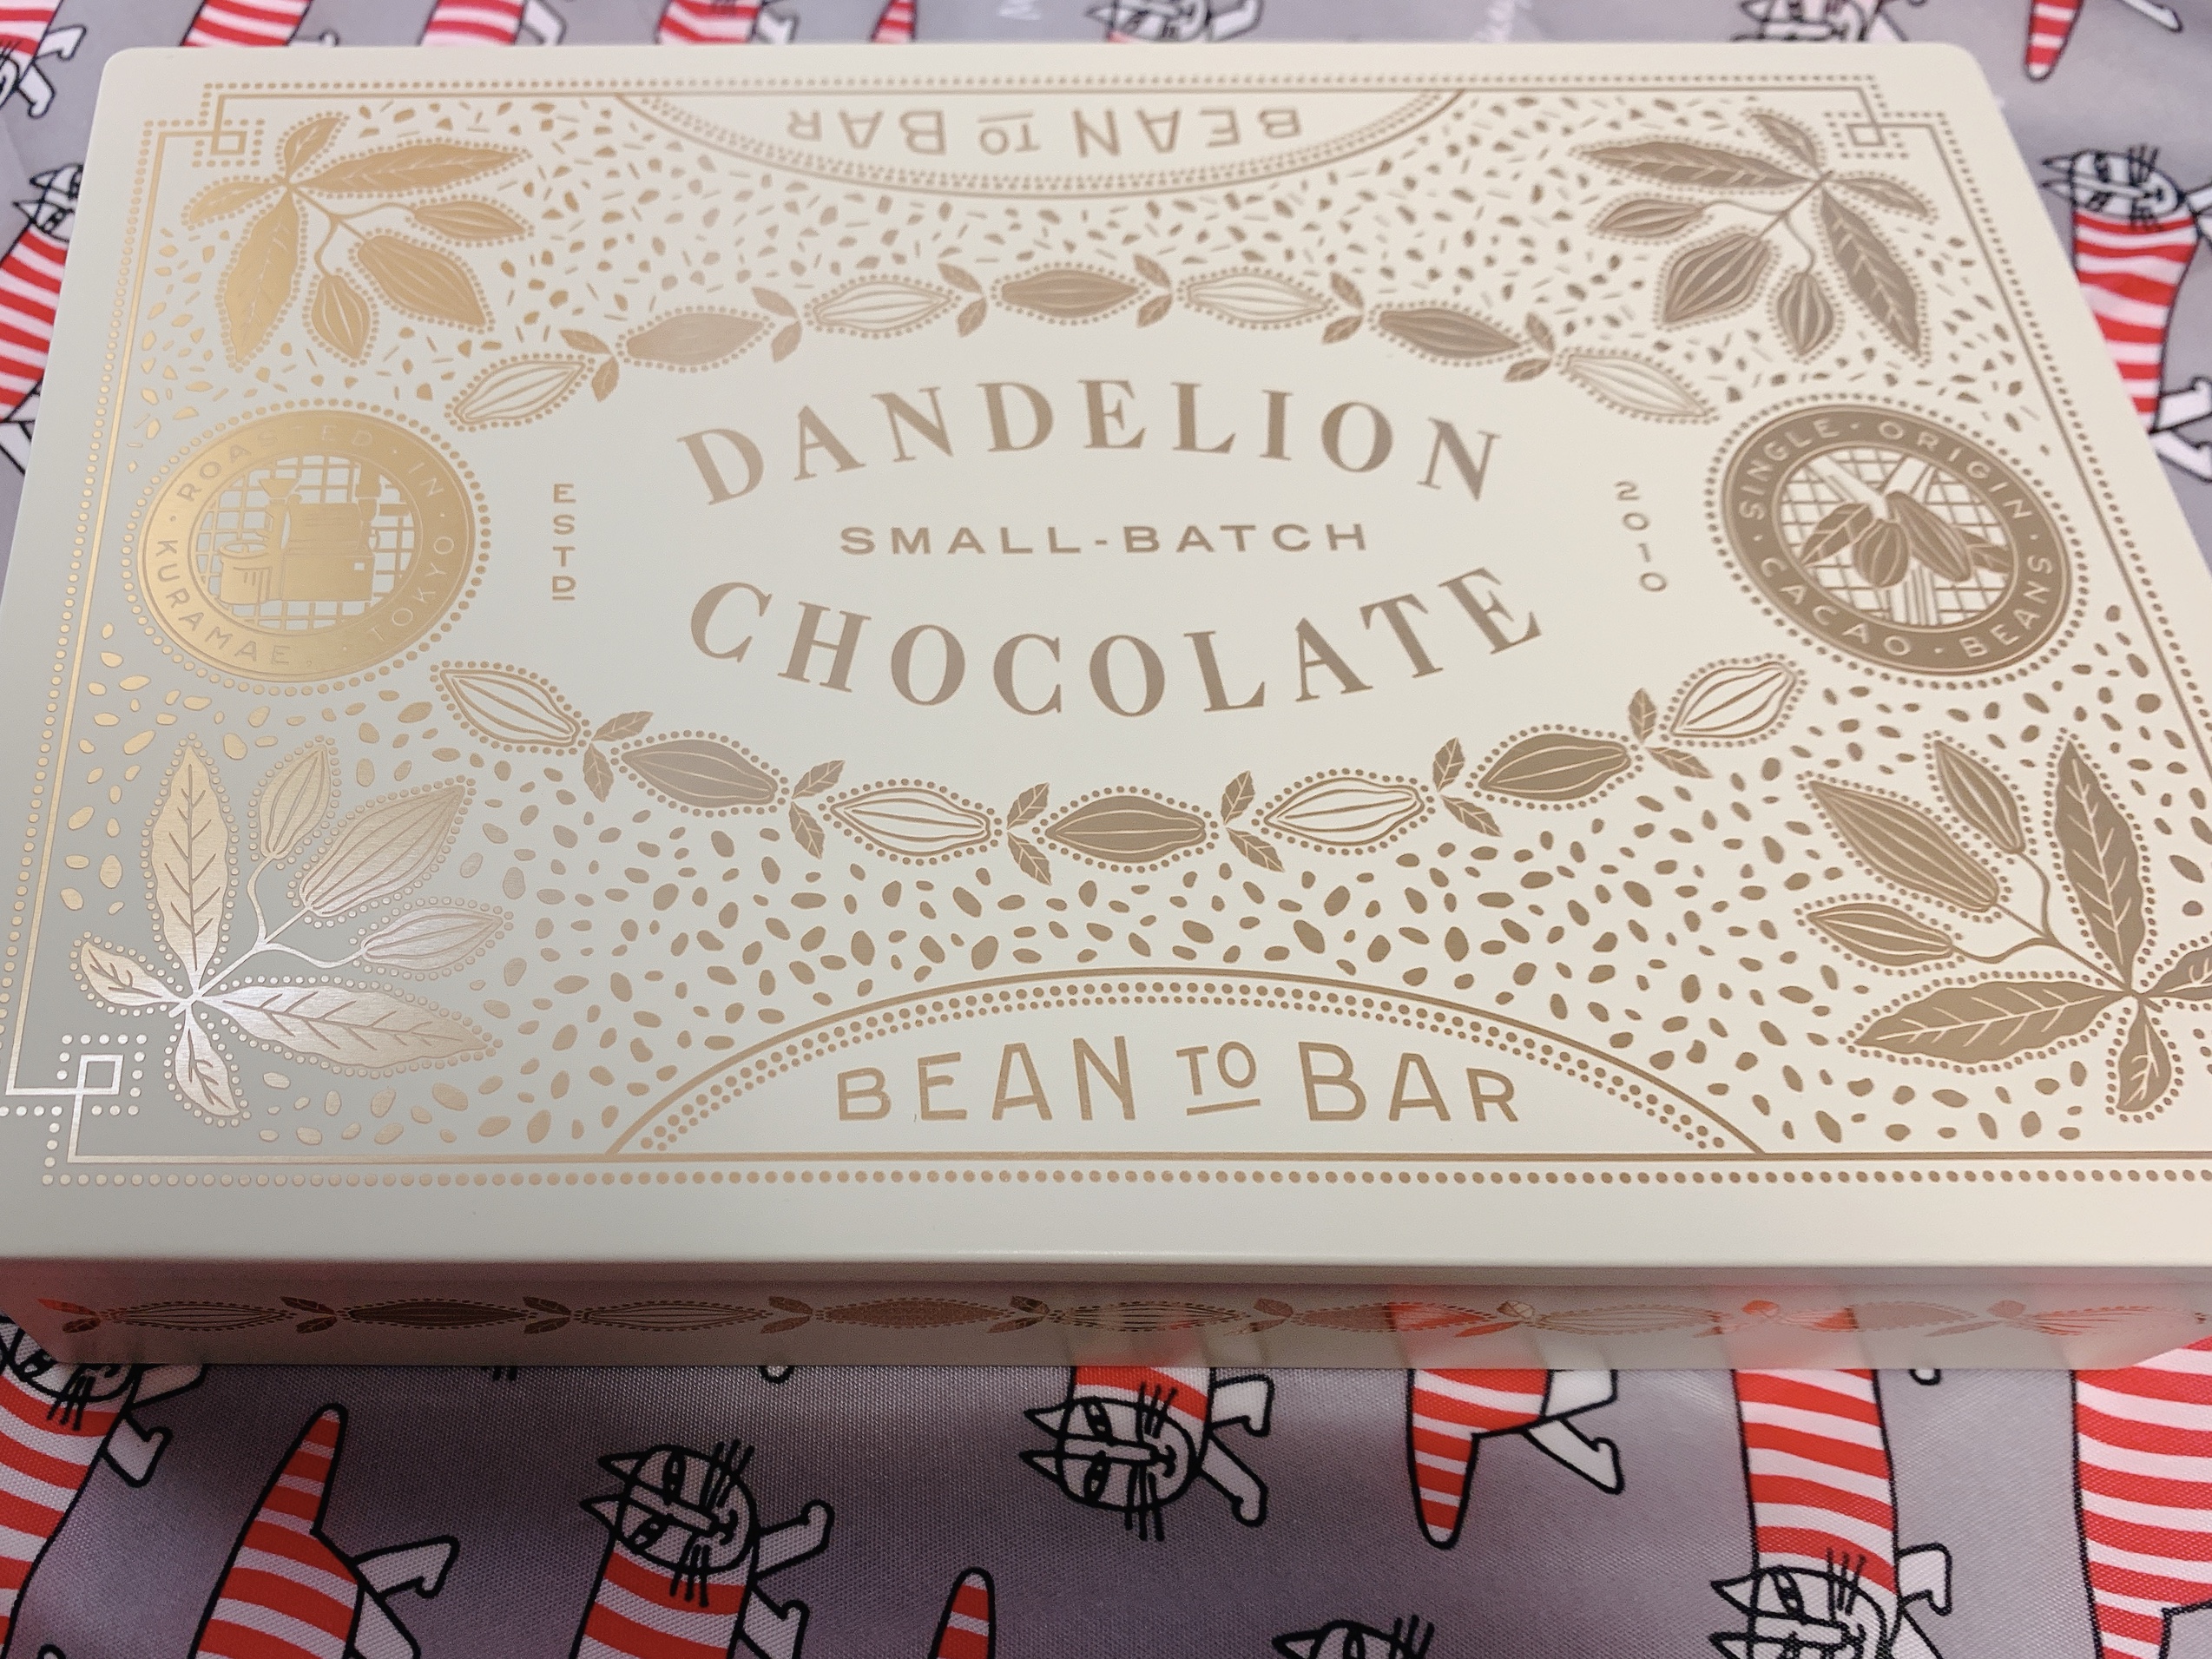 BEAN TO BAR
DANDELION
SMALL-BATCH
CHOCOLATE
ESTD
2010
ROASTED · IN · TOKYO
KURAMAE
SINGLE · ORIGIN
CACAO · BEANS
BEAN TO BAR